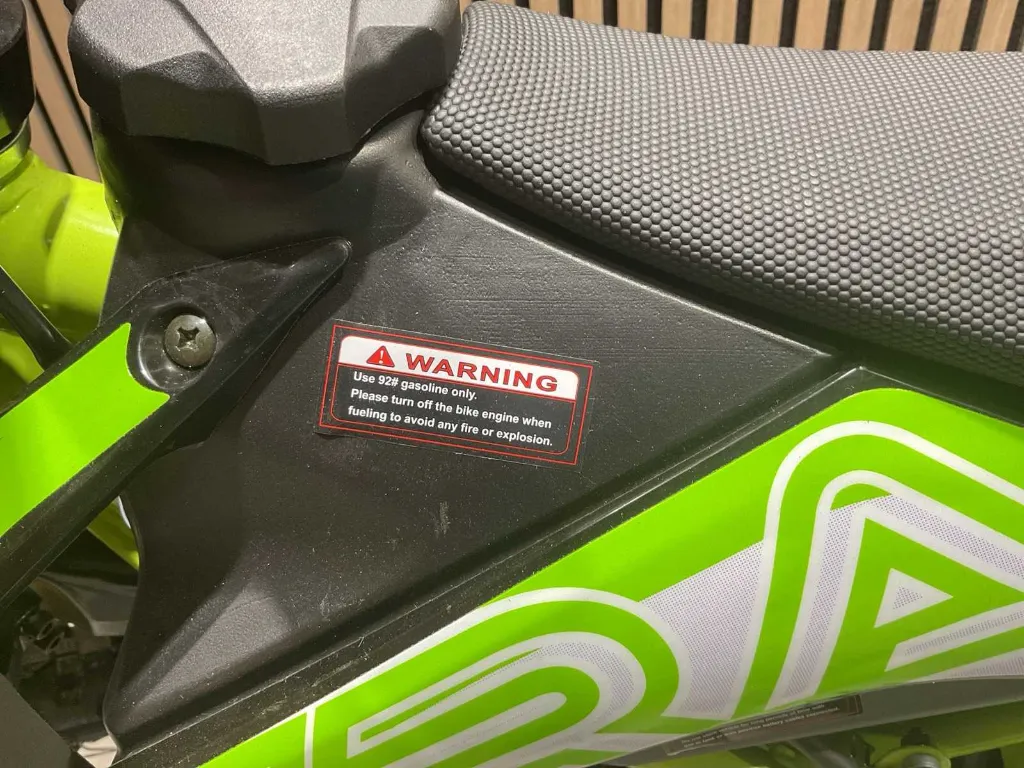 WARNING
Use 92# gasoline only.
Please turn off the bike engine when
fueling to avoid any fire or explosion.
RA